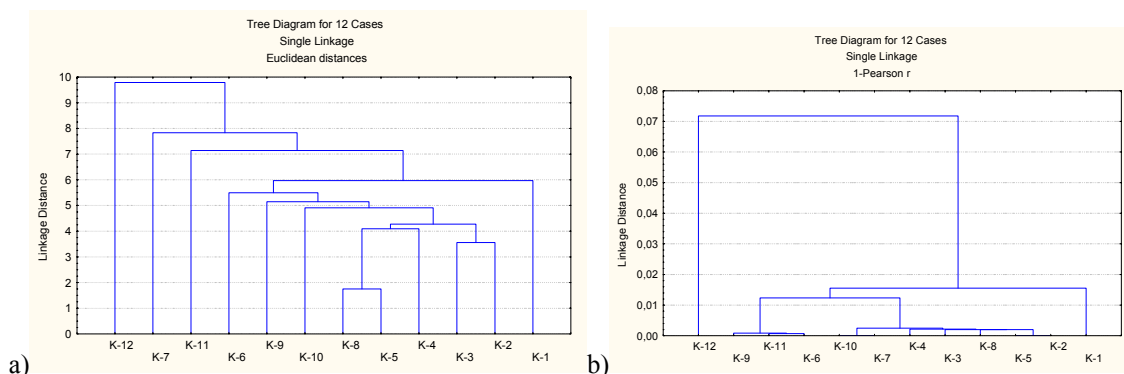 a)
Tree Diagram for 12 Cases
Single Linkage
Euclidean distances
Linkage Distance
10
9
8
7
6
5
4
3
2
1
0
K-12 K-11 K-9 K-8 K-4 K-2
K-7 K-6 K-10 K-5 K-3 K-1
b)
Tree Diagram for 12 Cases
Single Linkage
1-Pearson r
Linkage Distance
0,08
0,07
0,06
0,05
0,04
0,03
0,02
0,01
0,00
K-12 K-11 K-10 K-4 K-8 K-2
K-9 K-6 K-7 K-3 K-5 K-1